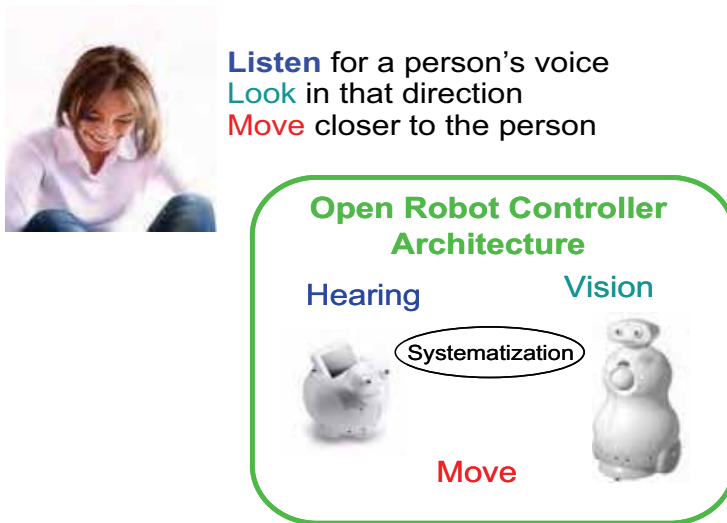 Listen for a person’s voice
Look in that direction
Move closer to the person
Open Robot Controller
Architecture
Hearing
Vision
Systematization
Move